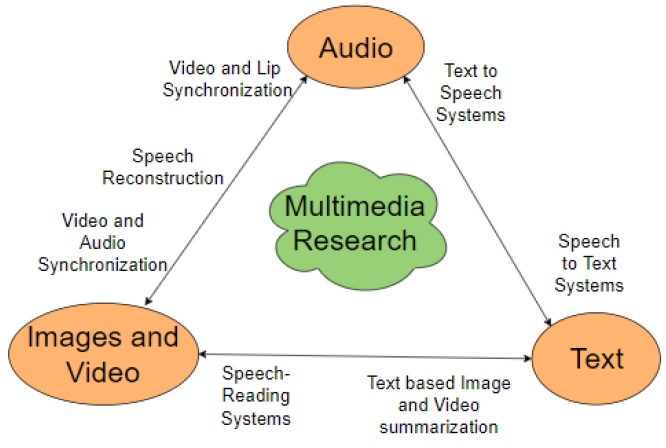 Audio
Video and Lip
Synchronization
Text to
Speech
Systems
Speech
Reconstruction
Multimedia
Research
Video and
Audio
Synchronization
Speech
to Text
Systems
Images and
Video
Text
Speech-
Reading
Systems
Text based Image
and Video
summarization